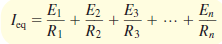 I_eq = E_1/R_1 + E_2/R_2 + E_3/R_3 + ··· + E_n/R_n